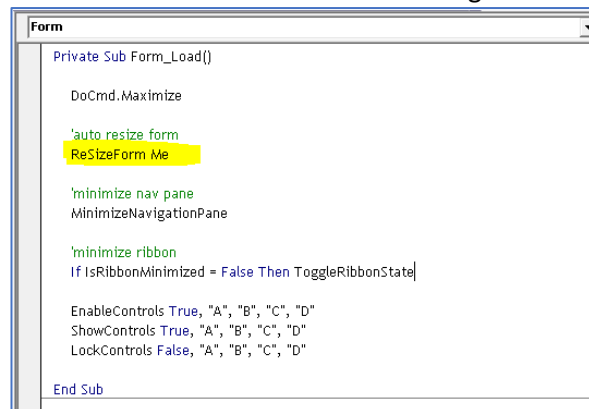 Form
Private Sub Form_Load()
DoCmd.Maximize
'auto resize form
ReSizeForm Me
'minimize nav pane
MinimizeNavigationPane
'minimize ribbon
If IsRibbonMinimized = False Then ToggleRibbonState
EnableControls True, "A", "B", "C", "D"
ShowControls True, "A", "B", "C", "D"
LockControls False, "A", "B", "C", "D"
End Sub